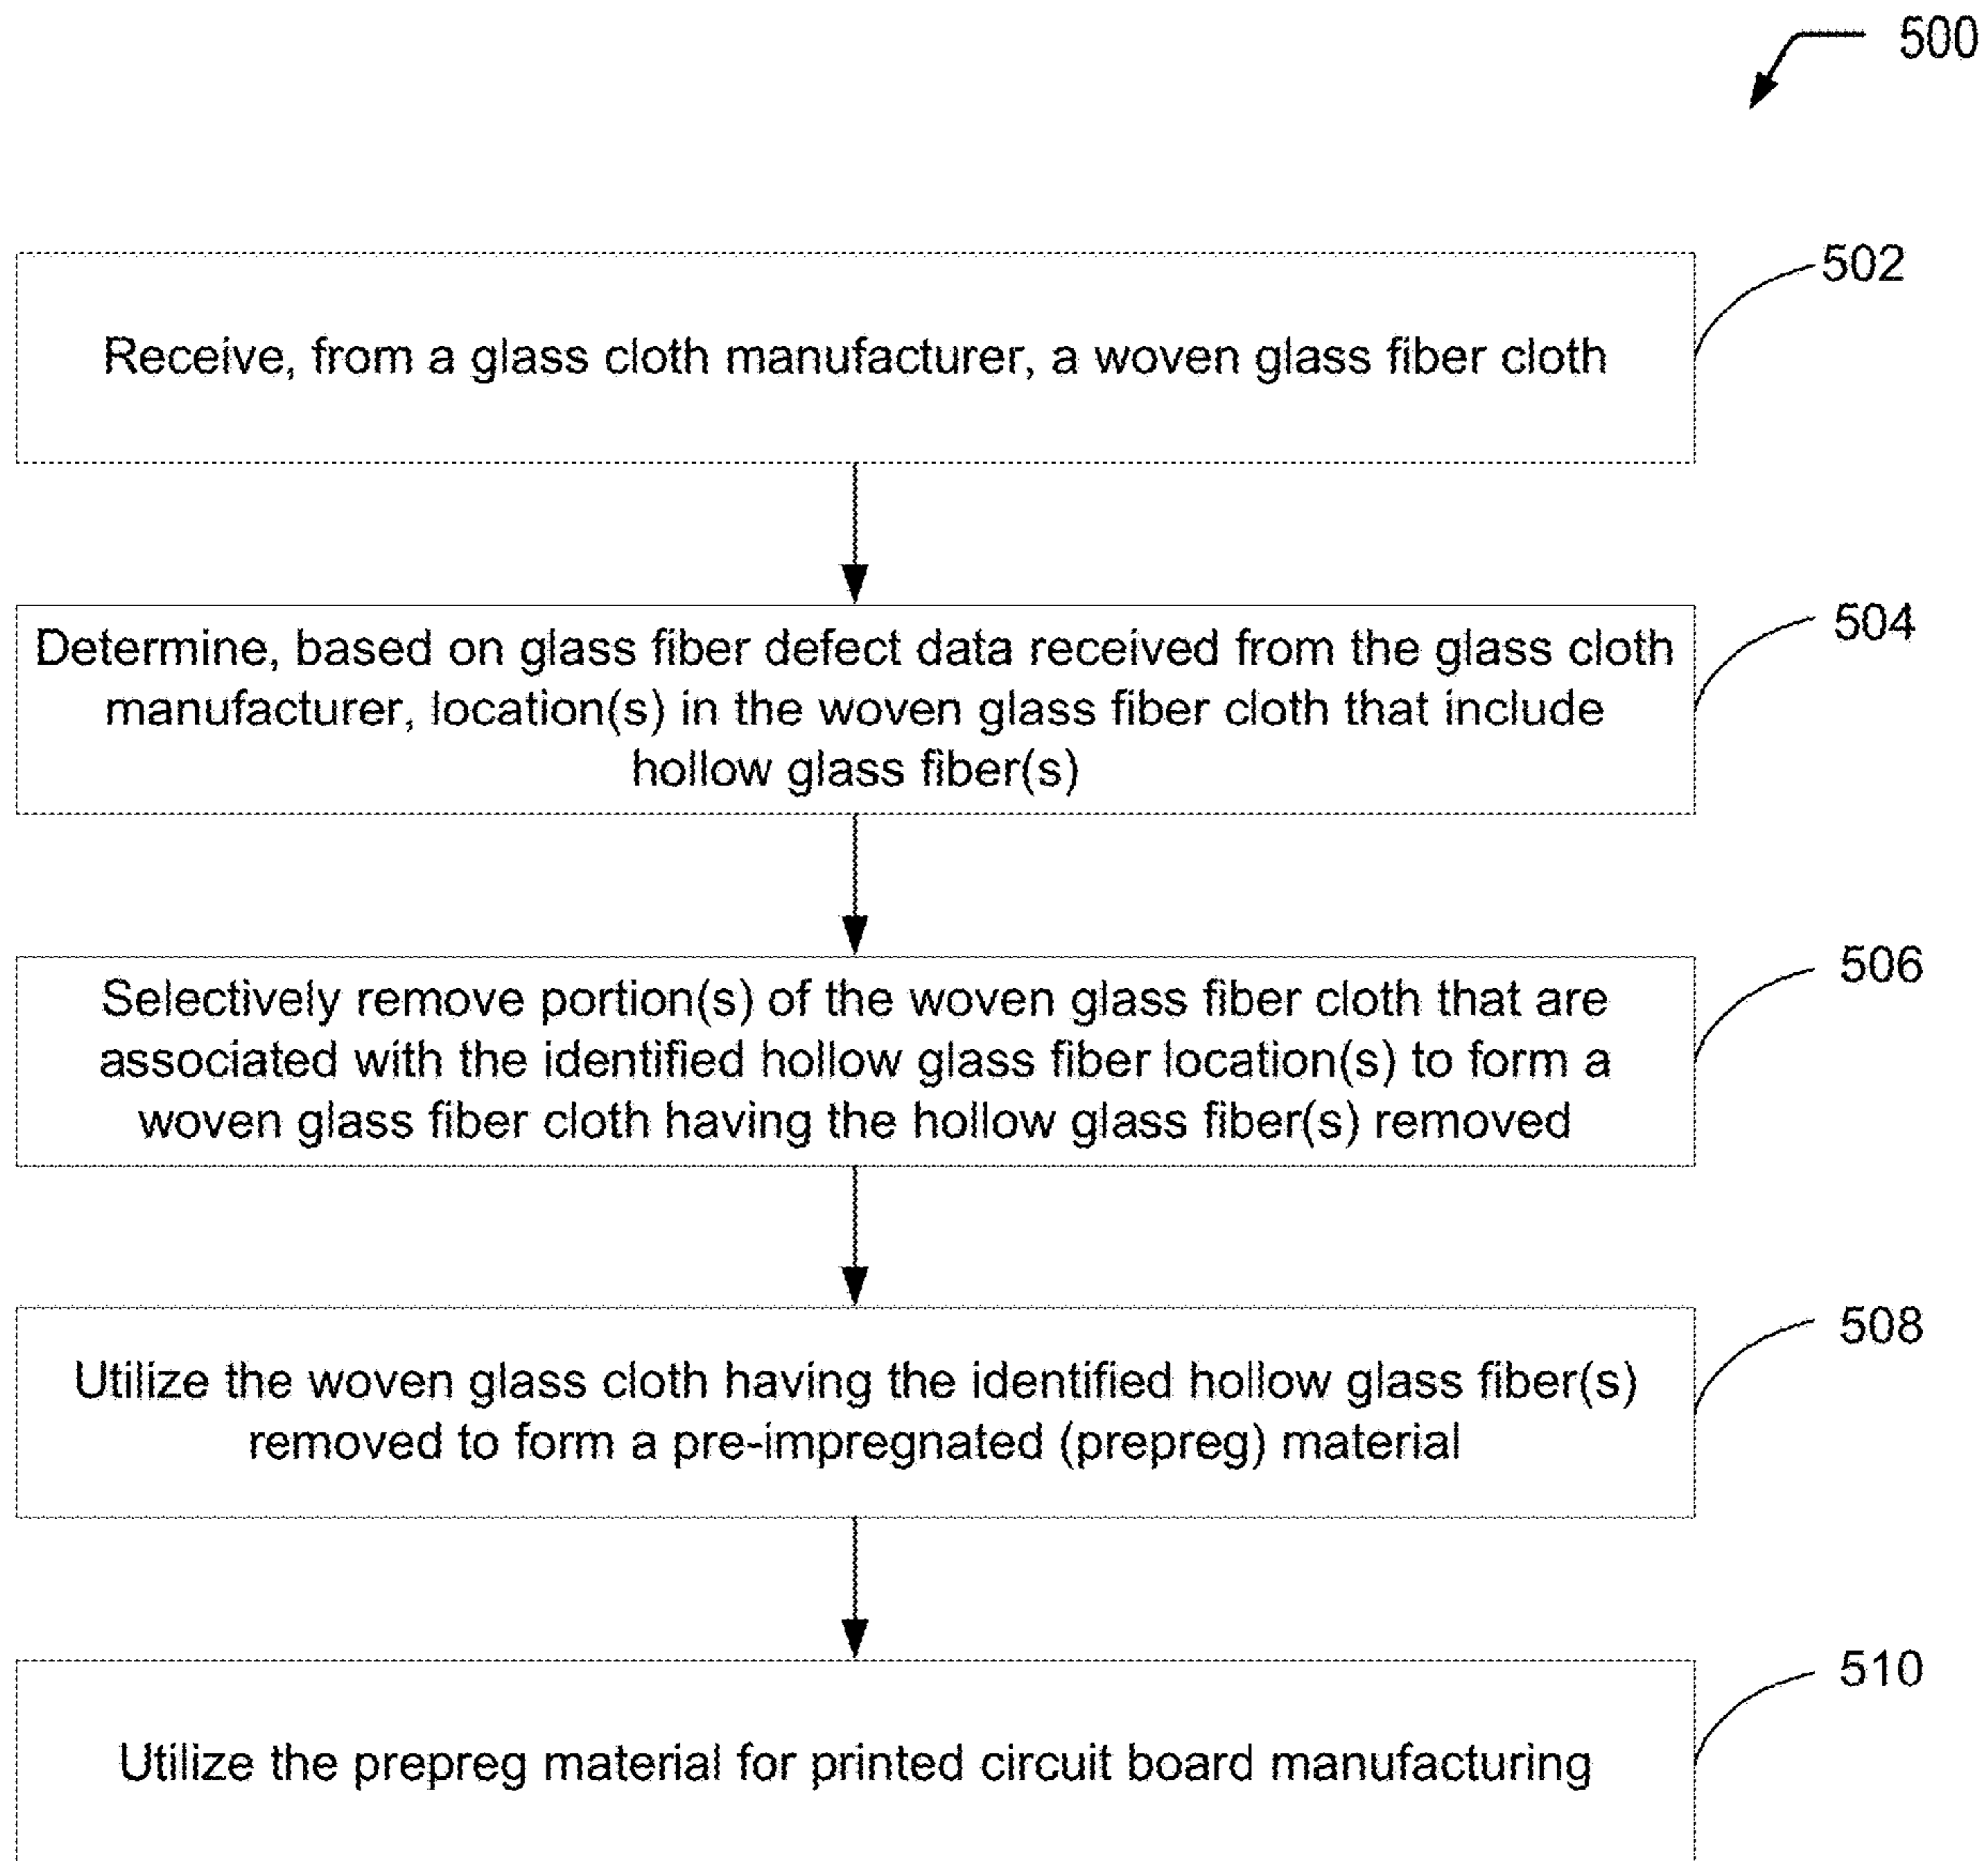 500
502
Receive, from a glass cloth manufacturer, a woven glass fiber cloth
504
Determine, based on glass fiber defect data received from the glass cloth
manufacturer, location(s) in the woven glass fiber cloth that include
hollow glass fiber(s)
506
Selectively remove portion(s) of the woven glass fiber cloth that are
associated with the identified hollow glass fiber location(s) to form a
woven glass fiber cloth having the hollow glass fiber(s) removed
508
Utilize the woven glass cloth having the identified hollow glass fiber(s)
removed to form a pre-impregnated (prepreg) material
510
Utilize the prepreg material for printed circuit board manufacturing